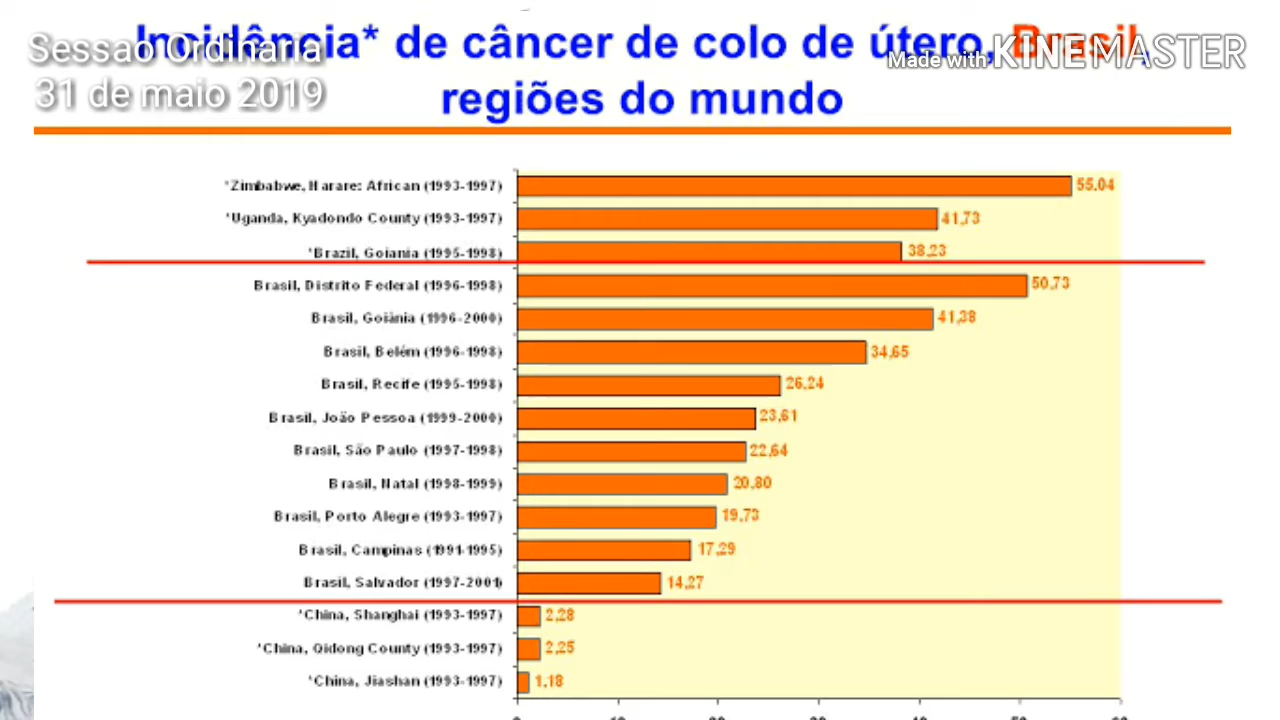 Incidência* de câncer de colo de útero, Brasil,
regiões do mundo
Sessao Ordinaria
31 de maio 2019
Made with KINEMASTER
*Zimbabwe, Harare: African (1993-1997) 55,04
*Uganda, Kyadondo County (1993-1997) 41,73
*Brazil, Goiania (1995-1998) 38,23
Brasil, Distrito Federal (1996-1998) 50,73
Brasil, Goiânia (1996-2000) 41,38
Brasil, Belém (1996-1998) 34,65
Brasil, Recife (1995-1998) 26,24
Brasil, João Pessoa (1999-2000) 23,61
Brasil, São Paulo (1997-1998) 22,64
Brasil, Natal (1998-1999) 20,80
Brasil, Porto Alegre (1993-1997) 19,73
Brasil, Campinas (1991-1995) 17,29
Brasil, Salvador (1997-2001) 14,27
*China, Shanghai (1993-1997) 2,28
*China, Qidong County (1993-1997) 2,25
*China, Jiashan (1993-1997) 1,18